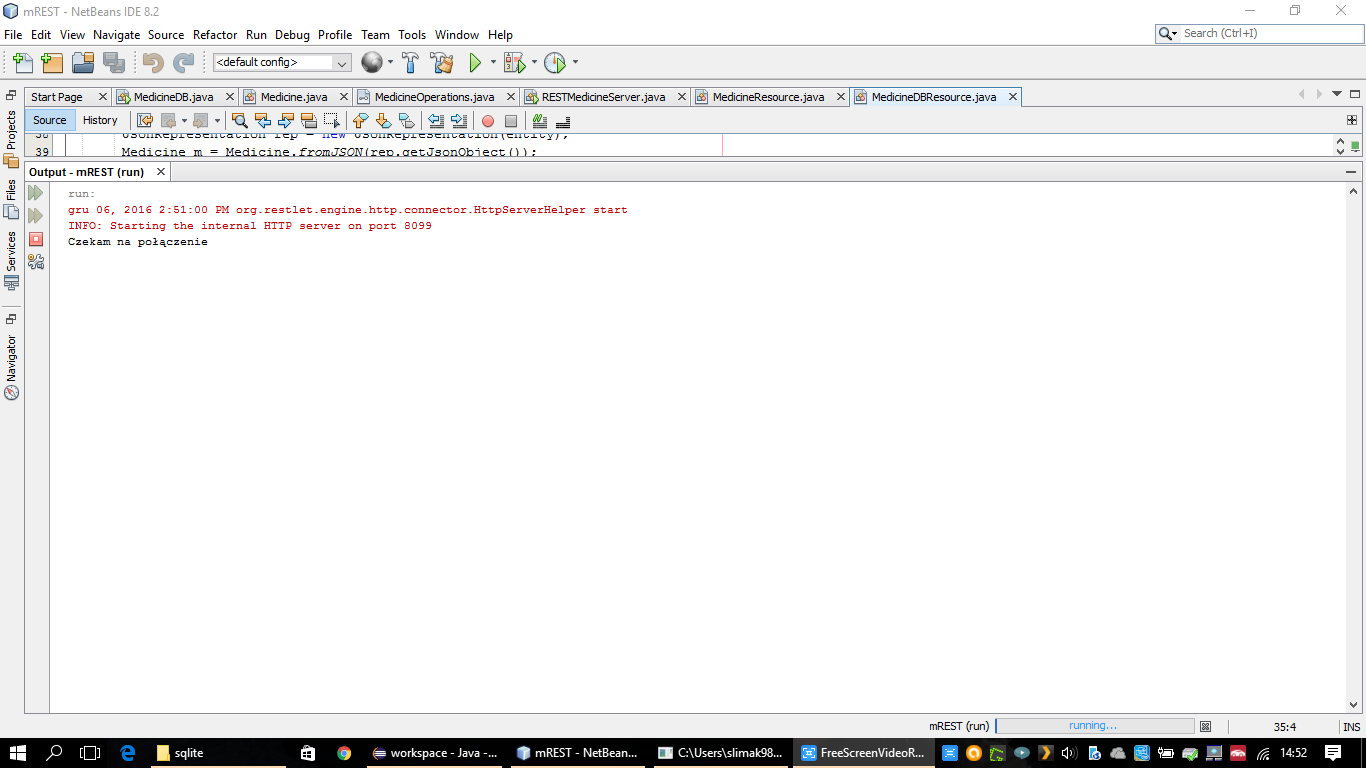 mREST - NetBeans IDE 8.2
File Edit View Navigate Source Refactor Run Debug Profile Team Tools Window Help
Search (Ctrl+I)
<default config>
Start Page MedicineDB.java Medicine.java MedicineOperations.java RESTMedicineServer.java MedicineResource.java MedicineDBResource.java
Source History
38 JsonRepresentation rep = new JsonRepresentation(entity);
39 Medicine m = Medicine.fromJSON(rep.getJsonObject());
Projects
Files
Services
Navigator
Output - mREST (run)
run:
gru 06, 2016 2:51:00 PM org.restlet.engine.http.connector.HttpServerHelper start
INFO: Starting the internal HTTP server on port 8099
Czekam na połączenie
mREST (run) running... 35:4 INS
sqlite workspace - Java -... mREST - NetBean... C:\Users\slimak98... FreeScreenVideoR... 14:52